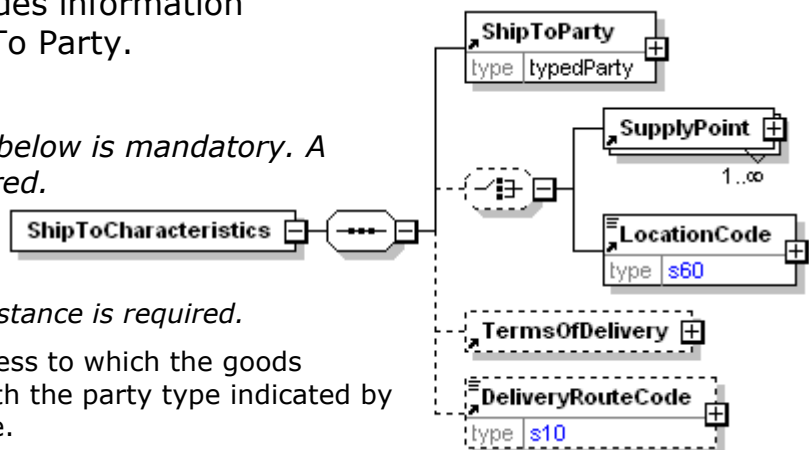 des information
To Party.
below is mandatory. A
red.
stance is required.
ess to which the goods
th the party type indicated by
e.
ShipToCharacteristics
ShipToParty
type typedParty
SupplyPoint
1..∞
LocationCode
type s60
TermsOfDelivery
DeliveryRouteCode
type s10